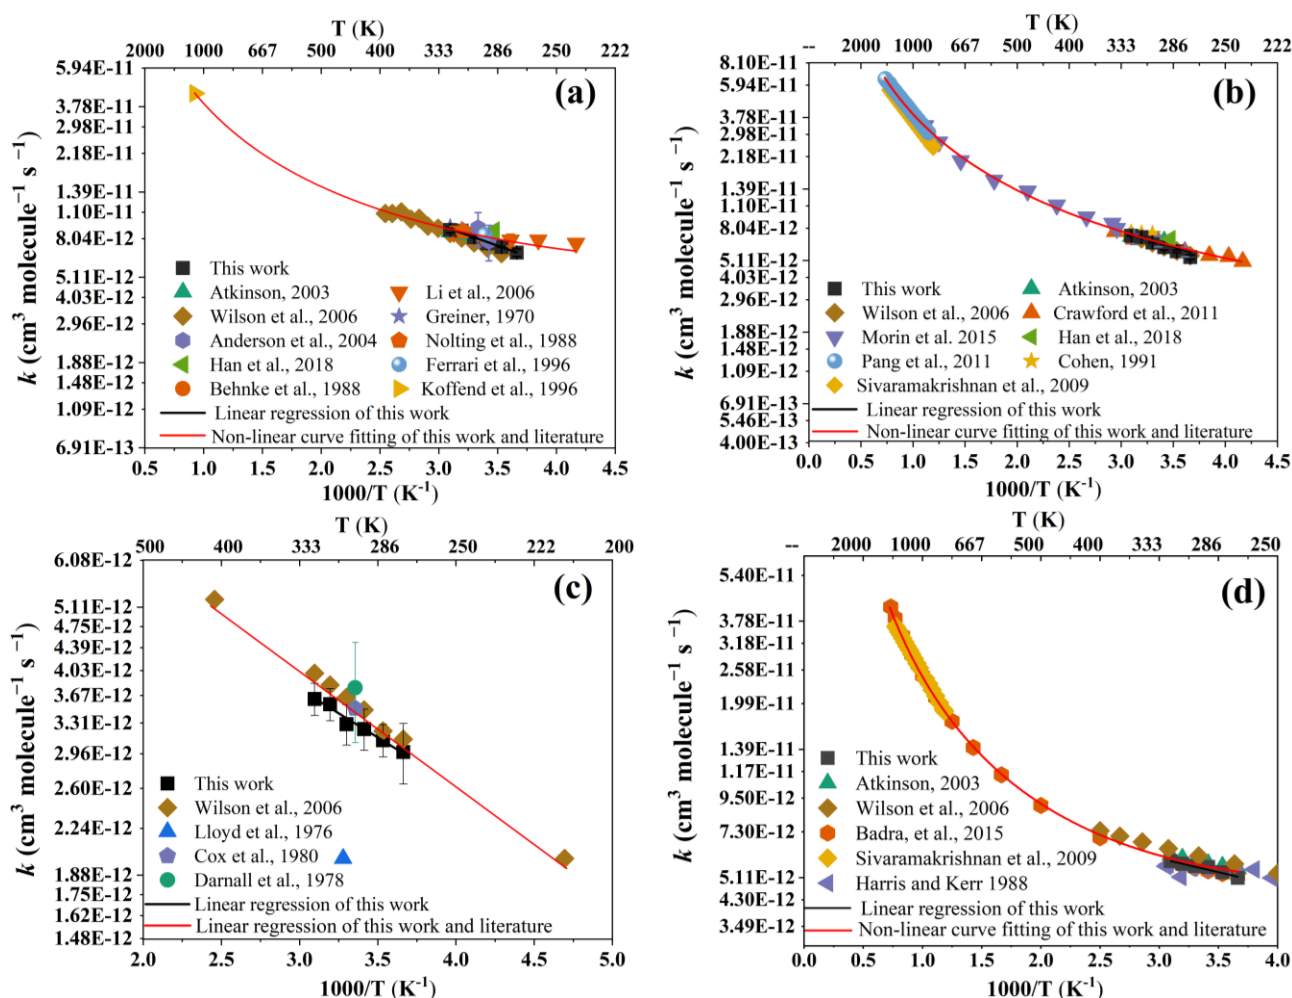 T (K)
2000 1000 667 500 400 333 286 250 222
5.94E-11
3.78E-11
2.98E-11
2.18E-11
1.39E-11
1.10E-11
8.04E-12
5.11E-12
4.03E-12
2.96E-12
1.88E-12
1.48E-12
1.09E-12
6.91E-13
k (cm³ molecule⁻¹ s ⁻¹)
(a)
This work
Atkinson, 2003
Li et al., 2006
Wilson et al., 2006
Greiner, 1970
Anderson et al., 2004
Nolting et al., 1988
Han et al., 2018
Ferrari et al., 1996
Behnke et al., 1988
Koffend et al., 1996
Linear regression of this work
Non-linear curve fitting of this work and literature
0.5 1.0 1.5 2.0 2.5 3.0 3.5 4.0 4.5
1000/T (K⁻¹)
T (K)
-- 2000 1000 667 500 400 333 286 250 222
8.10E-11
5.94E-11
3.78E-11
2.98E-11
2.18E-11
1.39E-11
1.10E-11
8.04E-12
5.11E-12
4.03E-12
2.96E-12
1.88E-12
1.48E-12
1.09E-12
6.91E-13
5.46E-13
4.00E-13
k (cm³ molecule⁻¹ s ⁻¹)
(b)
This work
Atkinson, 2003
Wilson et al., 2006
Crawford et al., 2011
Morin et al. 2015
Han et al., 2018
Pang et al., 2011
Cohen, 1991
Sivaramakrishnan et al., 2009
Linear regression of this work
Non-linear curve fitting of this work and literature
0.0 0.5 1.0 1.5 2.0 2.5 3.0 3.5 4.0 4.5
1000/T (K⁻¹)
T (K)
500 400 333 286 250 222 200
6.08E-12
5.11E-12
4.75E-12
4.39E-12
4.03E-12
3.67E-12
3.31E-12
2.96E-12
2.60E-12
2.24E-12
1.88E-12
1.75E-12
1.62E-12
1.48E-12
k (cm³ molecule⁻¹ s ⁻¹)
(c)
This work
Wilson et al., 2006
Lloyd et al., 1976
Cox et al., 1980
Darnall et al., 1978
Linear regression of this work
Linear regression of this work and literature
2.0 2.5 3.0 3.5 4.0 4.5 5.0
1000/T (K⁻¹)
T (K)
-- 2000 1000 667 500 400 333 286 250
5.40E-11
3.78E-11
3.18E-11
2.58E-11
1.99E-11
1.39E-11
1.17E-11
9.50E-12
7.30E-12
5.11E-12
4.30E-12
3.49E-12
k (cm³ molecule⁻¹ s ⁻¹)
(d)
This work
Atkinson, 2003
Wilson et al., 2006
Badra, et al., 2015
Sivaramakrishnan et al., 2009
Harris and Kerr 1988
Linear regression of this work
Non-linear curve fitting of this work and literature
0.0 0.5 1.0 1.5 2.0 2.5 3.0 3.5 4.0
1000/T (K⁻¹)